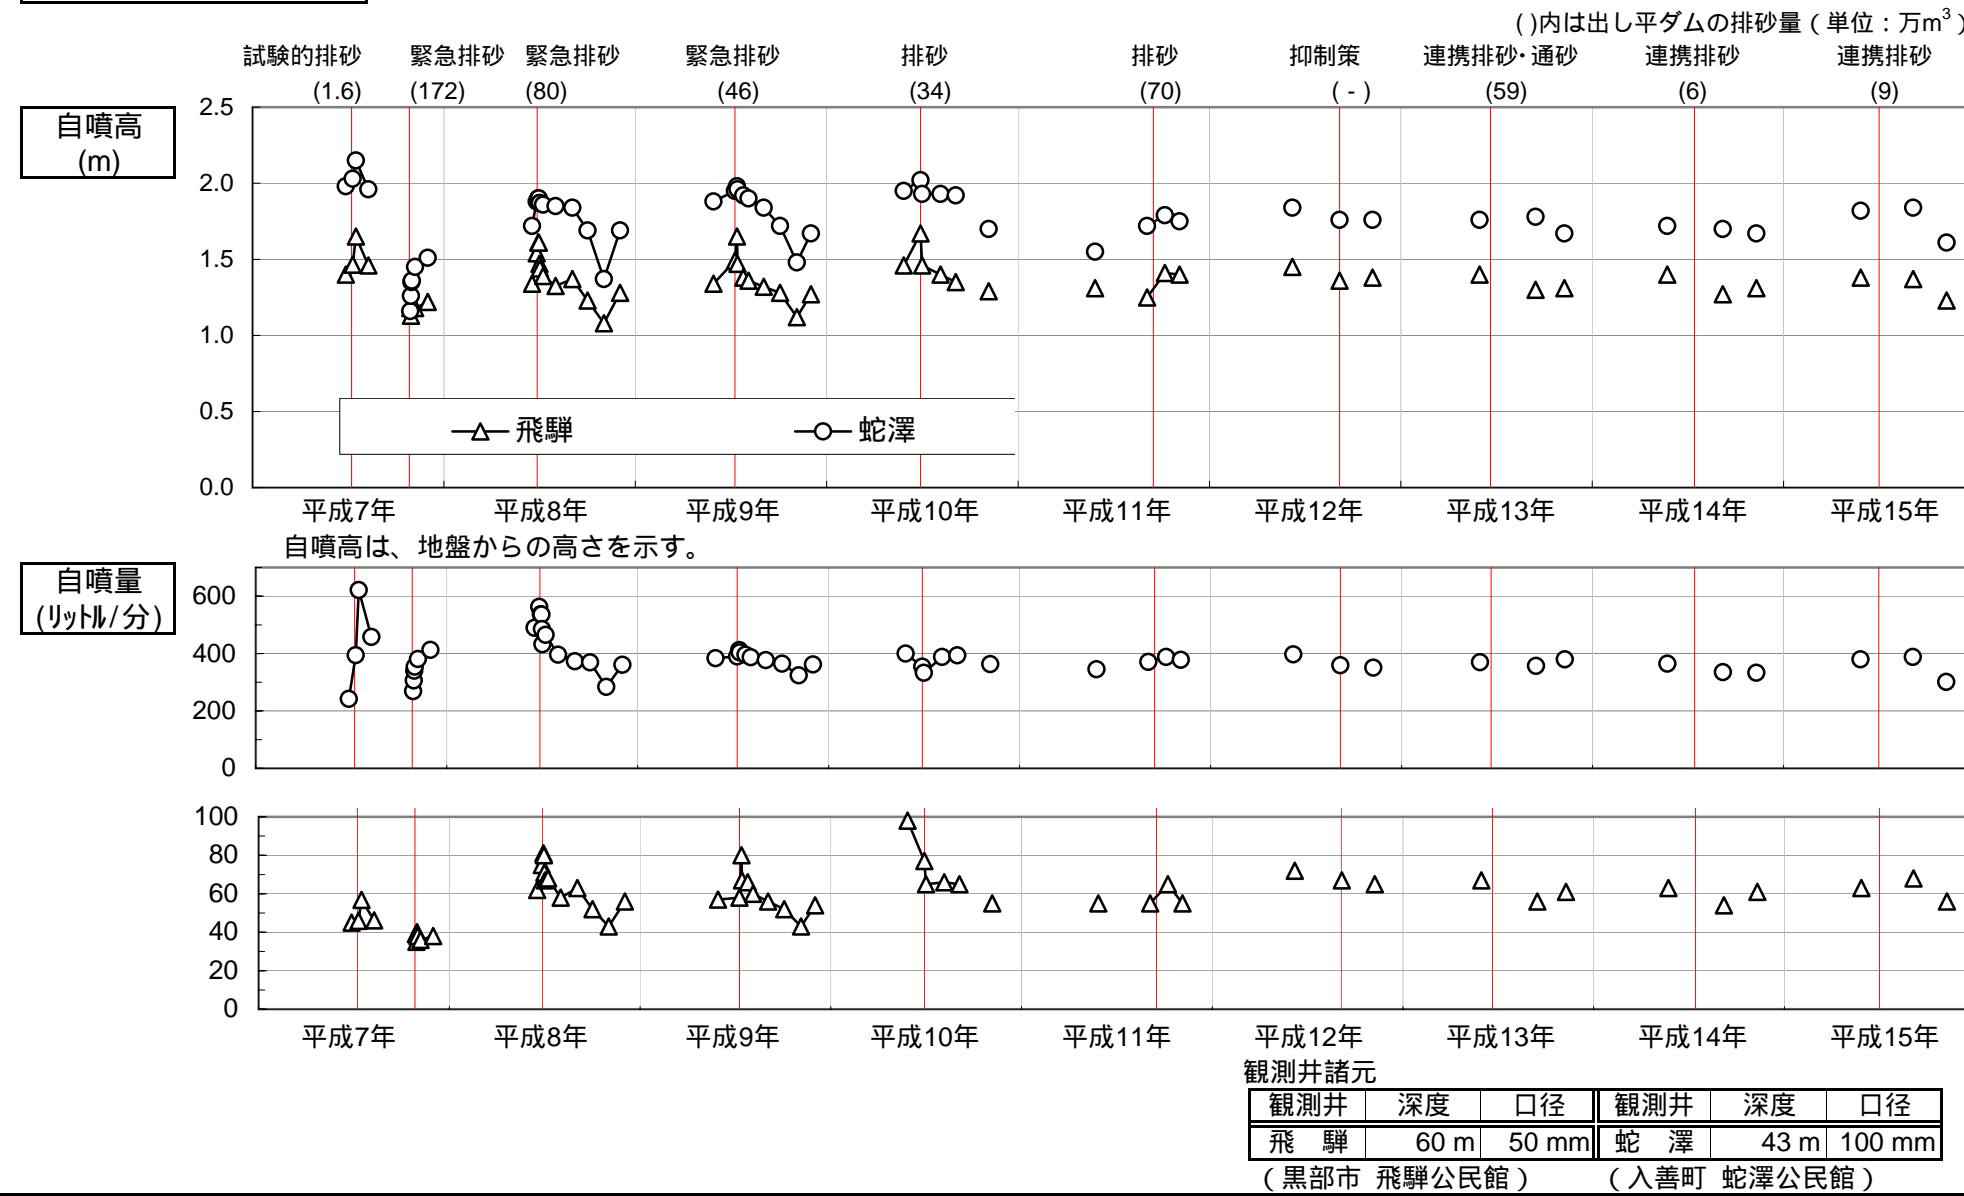 ( )内は出し平ダムの排砂量（単位：万m³）
試験的排砂 緊急排砂 緊急排砂 緊急排砂 排砂 排砂 抑制策 連携排砂・通砂 連携排砂 連携排砂
(1.6) (172) (80) (46) (34) (70) ( - ) (59) (6) (9)
自噴高
(m)
2.5
2.0
1.5
1.0
0.5
0.0
飛騨 蛇澤
平成7年 平成8年 平成9年 平成10年 平成11年 平成12年 平成13年 平成14年 平成15年
自噴高は、地盤からの高さを示す。
自噴量
(ﾘｯﾄﾙ/分)
600
400
200
0
100
80
60
40
20
0
平成7年 平成8年 平成9年 平成10年 平成11年 平成12年 平成13年 平成14年 平成15年
観測井諸元
観測井 深度 口径 観測井 深度 口径
飛　騨 60 m 50 mm 蛇　澤 43 m 100 mm
（黒部市 飛騨公民館） （入善町 蛇澤公民館）